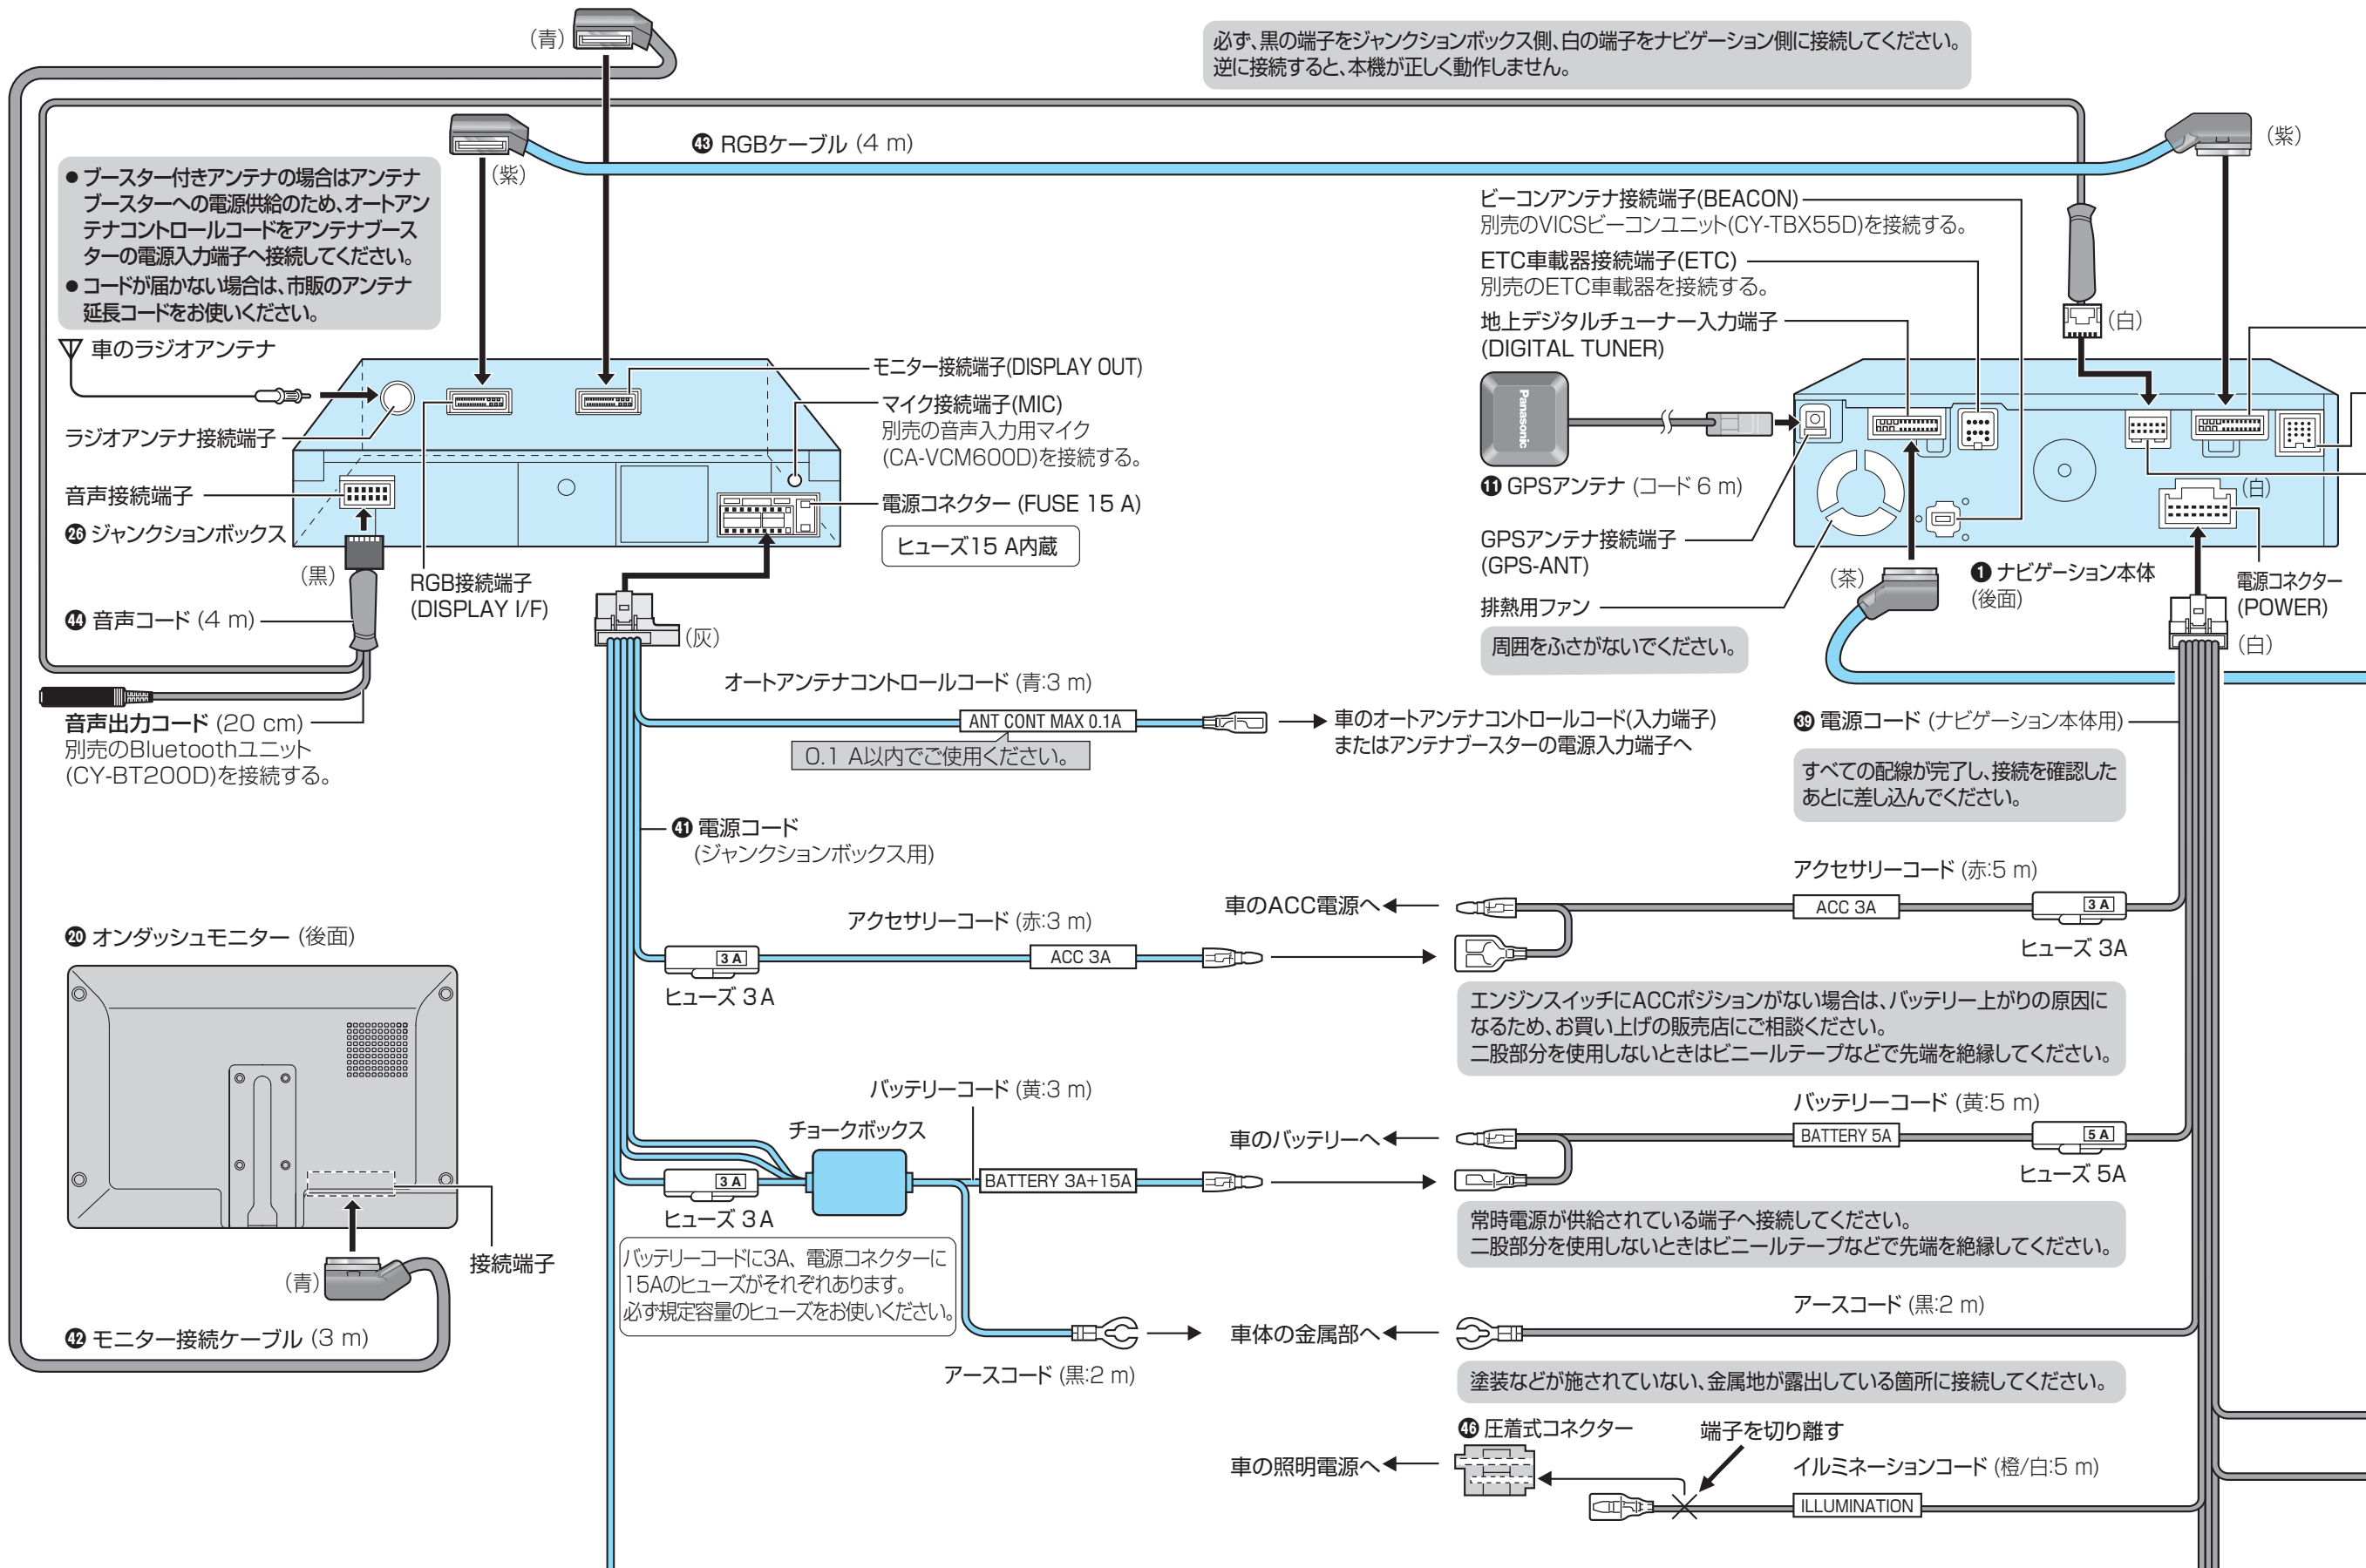 (青)
必ず、黒の端子をジャンクションボックス側、白の端子をナビゲーション側に接続してください。
逆に接続すると、本機が正しく動作しません。
㊸ RGBケーブル (4 m)
(紫)
(紫)
● ブースター付きアンテナの場合はアンテナ
ブースターへの電源供給のため、オートアン
テナコントロールコードをアンテナブース
ターの電源入力端子へ接続してください。
● コードが届かない場合は、市販のアンテナ
延長コードをお使いください。
車のラジオアンテナ
ラジオアンテナ接続端子
音声接続端子
㉖ ジャンクションボックス
(黒)
㊹ 音声コード (4 m)
音声出力コード (20 cm)
別売のBluetoothユニット
(CY-BT200D)を接続する。
RGB接続端子
(DISPLAY I/F)
モニター接続端子(DISPLAY OUT)
マイク接続端子(MIC)
別売の音声入力用マイク
(CA-VCM600D)を接続する。
電源コネクター (FUSE 15 A)
ヒューズ15 A内蔵
(灰)
ビーコンアンテナ接続端子(BEACON)
別売のVICSビーコンユニット(CY-TBX55D)を接続する。
ETC車載器接続端子(ETC)
別売のETC車載器を接続する。
地上デジタルチューナー入力端子
(DIGITAL TUNER)
Panasonic
⓫ GPSアンテナ (コード 6 m)
GPSアンテナ接続端子
(GPS-ANT)
排熱用ファン
周囲をふさがないでください。
(白)
(白)
(茶)
❶ ナビゲーション本体
(後面)
電源コネクター
(POWER)
(白)
オートアンテナコントロールコード (青:3 m)
ANT CONT MAX 0.1A
0.1 A以内でご使用ください。
車のオートアンテナコントロールコード(入力端子)
またはアンテナブースターの電源入力端子へ
㊴ 電源コード (ナビゲーション本体用)
すべての配線が完了し、接続を確認した
あとに差し込んでください。
㊶ 電源コード
(ジャンクションボックス用)
アクセサリーコード (赤:5 m)
車のACC電源へ
ACC 3A
3 A
ヒューズ 3A
アクセサリーコード (赤:3 m)
3 A
ACC 3A
ヒューズ 3A
エンジンスイッチにACCポジションがない場合は、バッテリー上がりの原因に
なるため、お買い上げの販売店にご相談ください。
二股部分を使用しないときはビニールテープなどで先端を絶縁してください。
⓴ オンダッシュモニター (後面)
接続端子
(青)
㊷ モニター接続ケーブル (3 m)
バッテリーコード (黄:3 m)
チョークボックス
3 A
BATTERY 3A+15A
ヒューズ 3A
バッテリーコードに3A、電源コネクターに
15Aのヒューズがそれぞれあります。
必ず規定容量のヒューズをお使いください。
バッテリーコード (黄:5 m)
車のバッテリーへ
BATTERY 5A
5 A
ヒューズ 5A
常時電源が供給されている端子へ接続してください。
二股部分を使用しないときはビニールテープなどで先端を絶縁してください。
アースコード (黒:2 m)
車体の金属部へ
アースコード (黒:2 m)
塗装などが施されていない、金属地が露出している箇所に接続してください。
㊻ 圧着式コネクター
端子を切り離す
車の照明電源へ
イルミネーションコード (橙/白:5 m)
ILLUMINATION